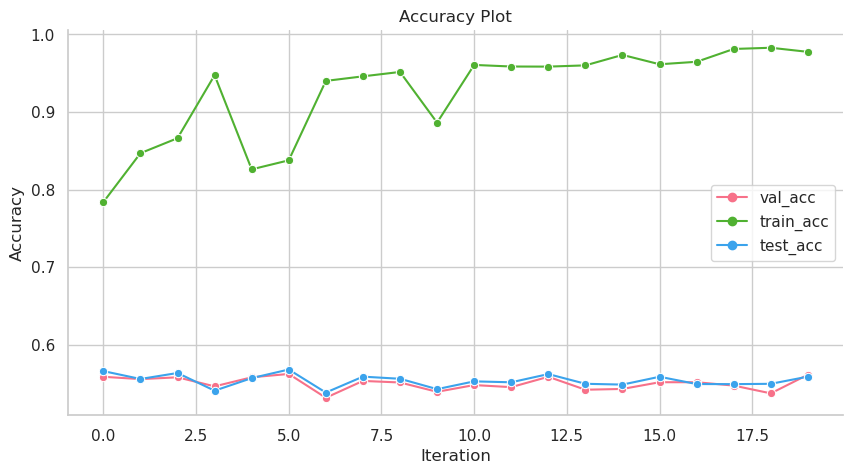 Accuracy Plot
1.0
0.9
0.8
0.7
0.6
Accuracy
val_acc
train_acc
test_acc
0.0 2.5 5.0 7.5 10.0 12.5 15.0 17.5
Iteration